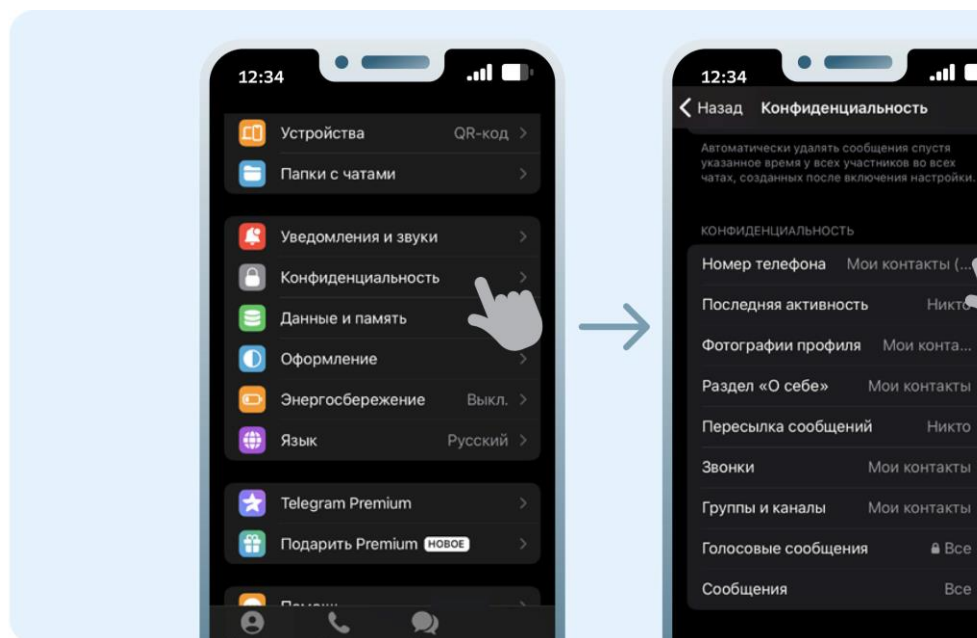 12:34
Устройства QR-код
Папки с чатами
Уведомления и звуки
Конфиденциальность
Данные и память
Оформление
Энергосбережение Выкл.
Язык Русский
Telegram Premium
Подарить Premium НОВОЕ
12:34
Назад Конфиденциальность
Автоматически удалять сообщения спустя
указанное время у всех участников во всех
чатах, созданных после включения настройки.
КОНФИДЕНЦИАЛЬНОСТЬ
Номер телефона Мои контакты (...
Последняя активность Никто
Фотографии профиля Мои конта...
Раздел «О себе» Мои контакты
Пересылка сообщений Никто
Звонки Мои контакты
Группы и каналы Мои контакты
Голосовые сообщения Все
Сообщения Все